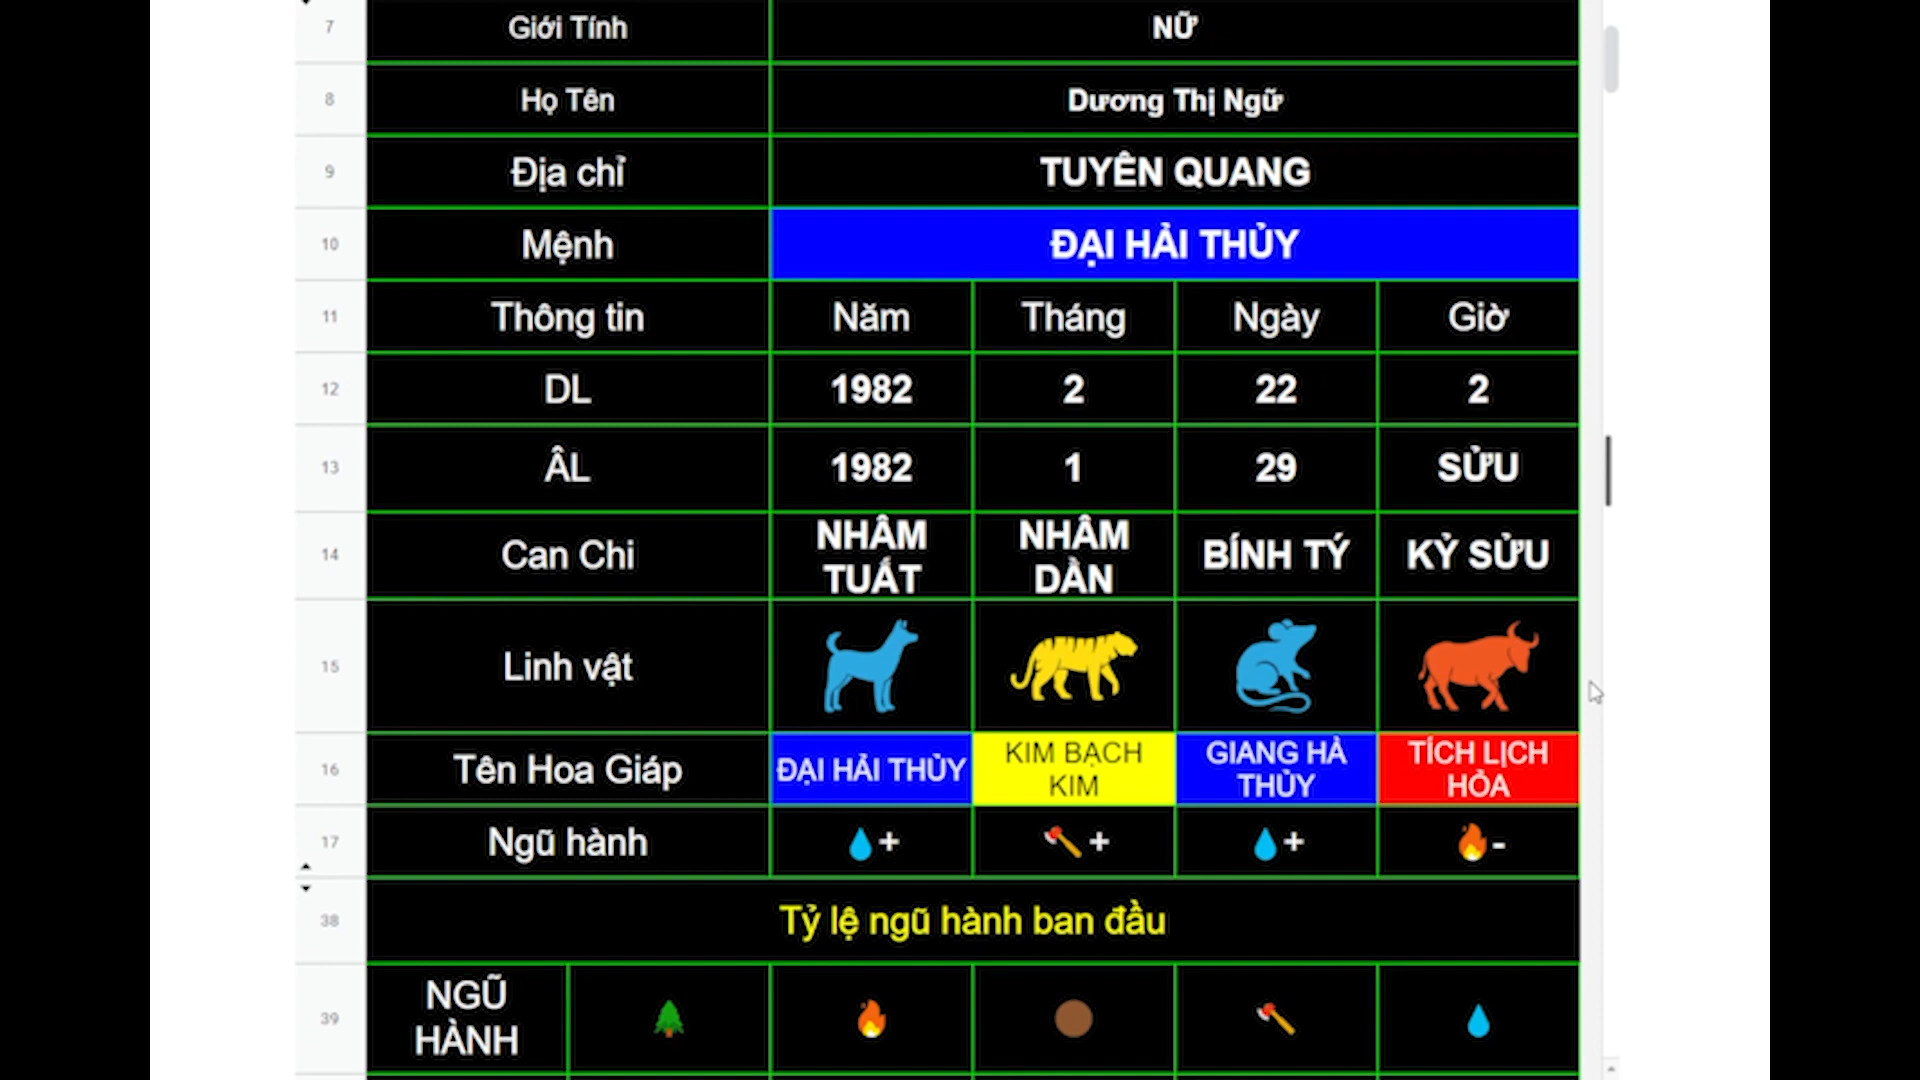 7 Giới Tính NỮ
8 Họ Tên Dương Thị Ngữ
9 Địa chỉ TUYÊN QUANG
10 Mệnh ĐẠI HẢI THỦY
11 Thông tin Năm Tháng Ngày Giờ
12 DL 1982 2 22 2
13 ÂL 1982 1 29 SỬU
14 Can Chi NHÂM TUẤT NHÂM DẦN BÍNH TÝ KỶ SỬU
15 Linh vật
16 Tên Hoa Giáp ĐẠI HẢI THỦY KIM BẠCH KIM GIANG HÀ THỦY TÍCH LỊCH HỎA
17 Ngũ hành + + + -
38 Tỷ lệ ngũ hành ban đầu
39 NGŨ HÀNH